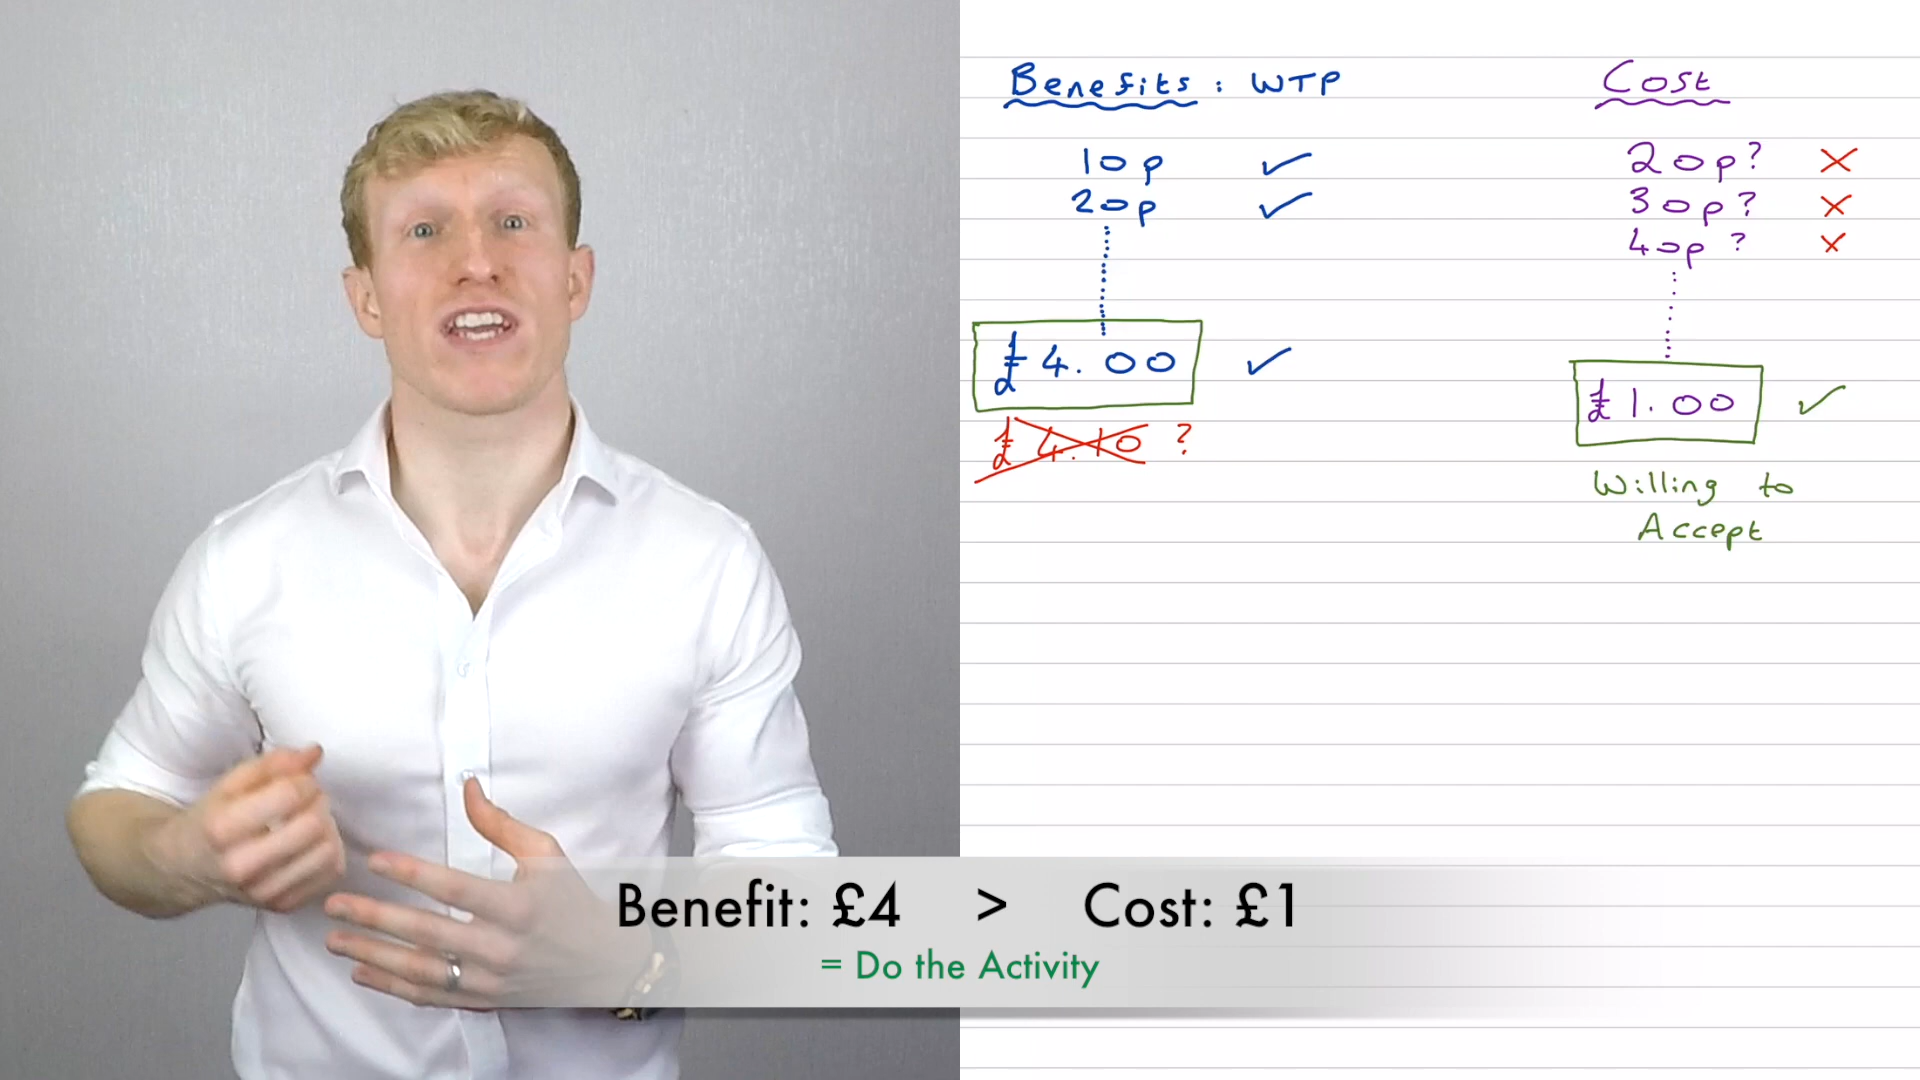 Benefits : WTP
10p ✓
20p ✓
£4.00 ✓
£4.10 ?
Cost
20p? ✗
30p? ✗
40p ? ✗
£1.00 ✓
Willing to
Accept
Benefit: £4 > Cost: £1
= Do the Activity